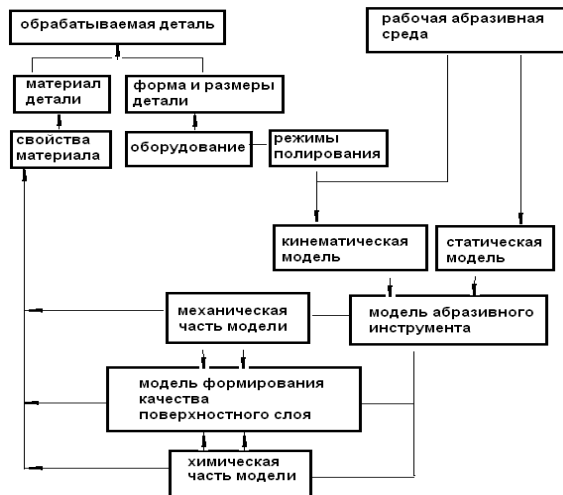 обрабатываемая деталь
рабочая абразивная
среда
материал
детали
форма и размеры
детали
свойства
материала
оборудование
режимы
полирования
кинематическая
модель
статическая
модель
механическая
часть модели
модель абразивного
инструмента
модель формирования
качества
поверхностного слоя
химическая
часть модели